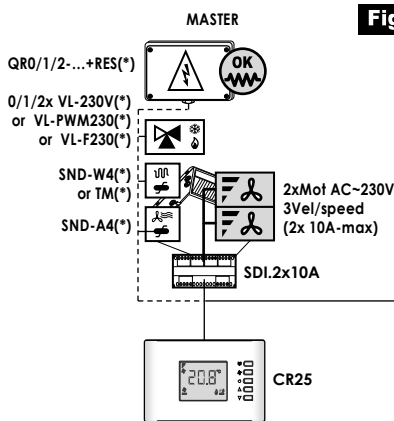 MASTER
Fig
QR0/1/2-...+RES(*)
OK
0/1/2x VL-230V(*)
or VL-PWM230(*)
or VL-F230(*)
SND-W4(*)
or TM(*)
SND-A4(*)
2xMot AC~230V
3Vel/speed
(2x 10A-max)
SDI.2x10A
20.8°
CR25